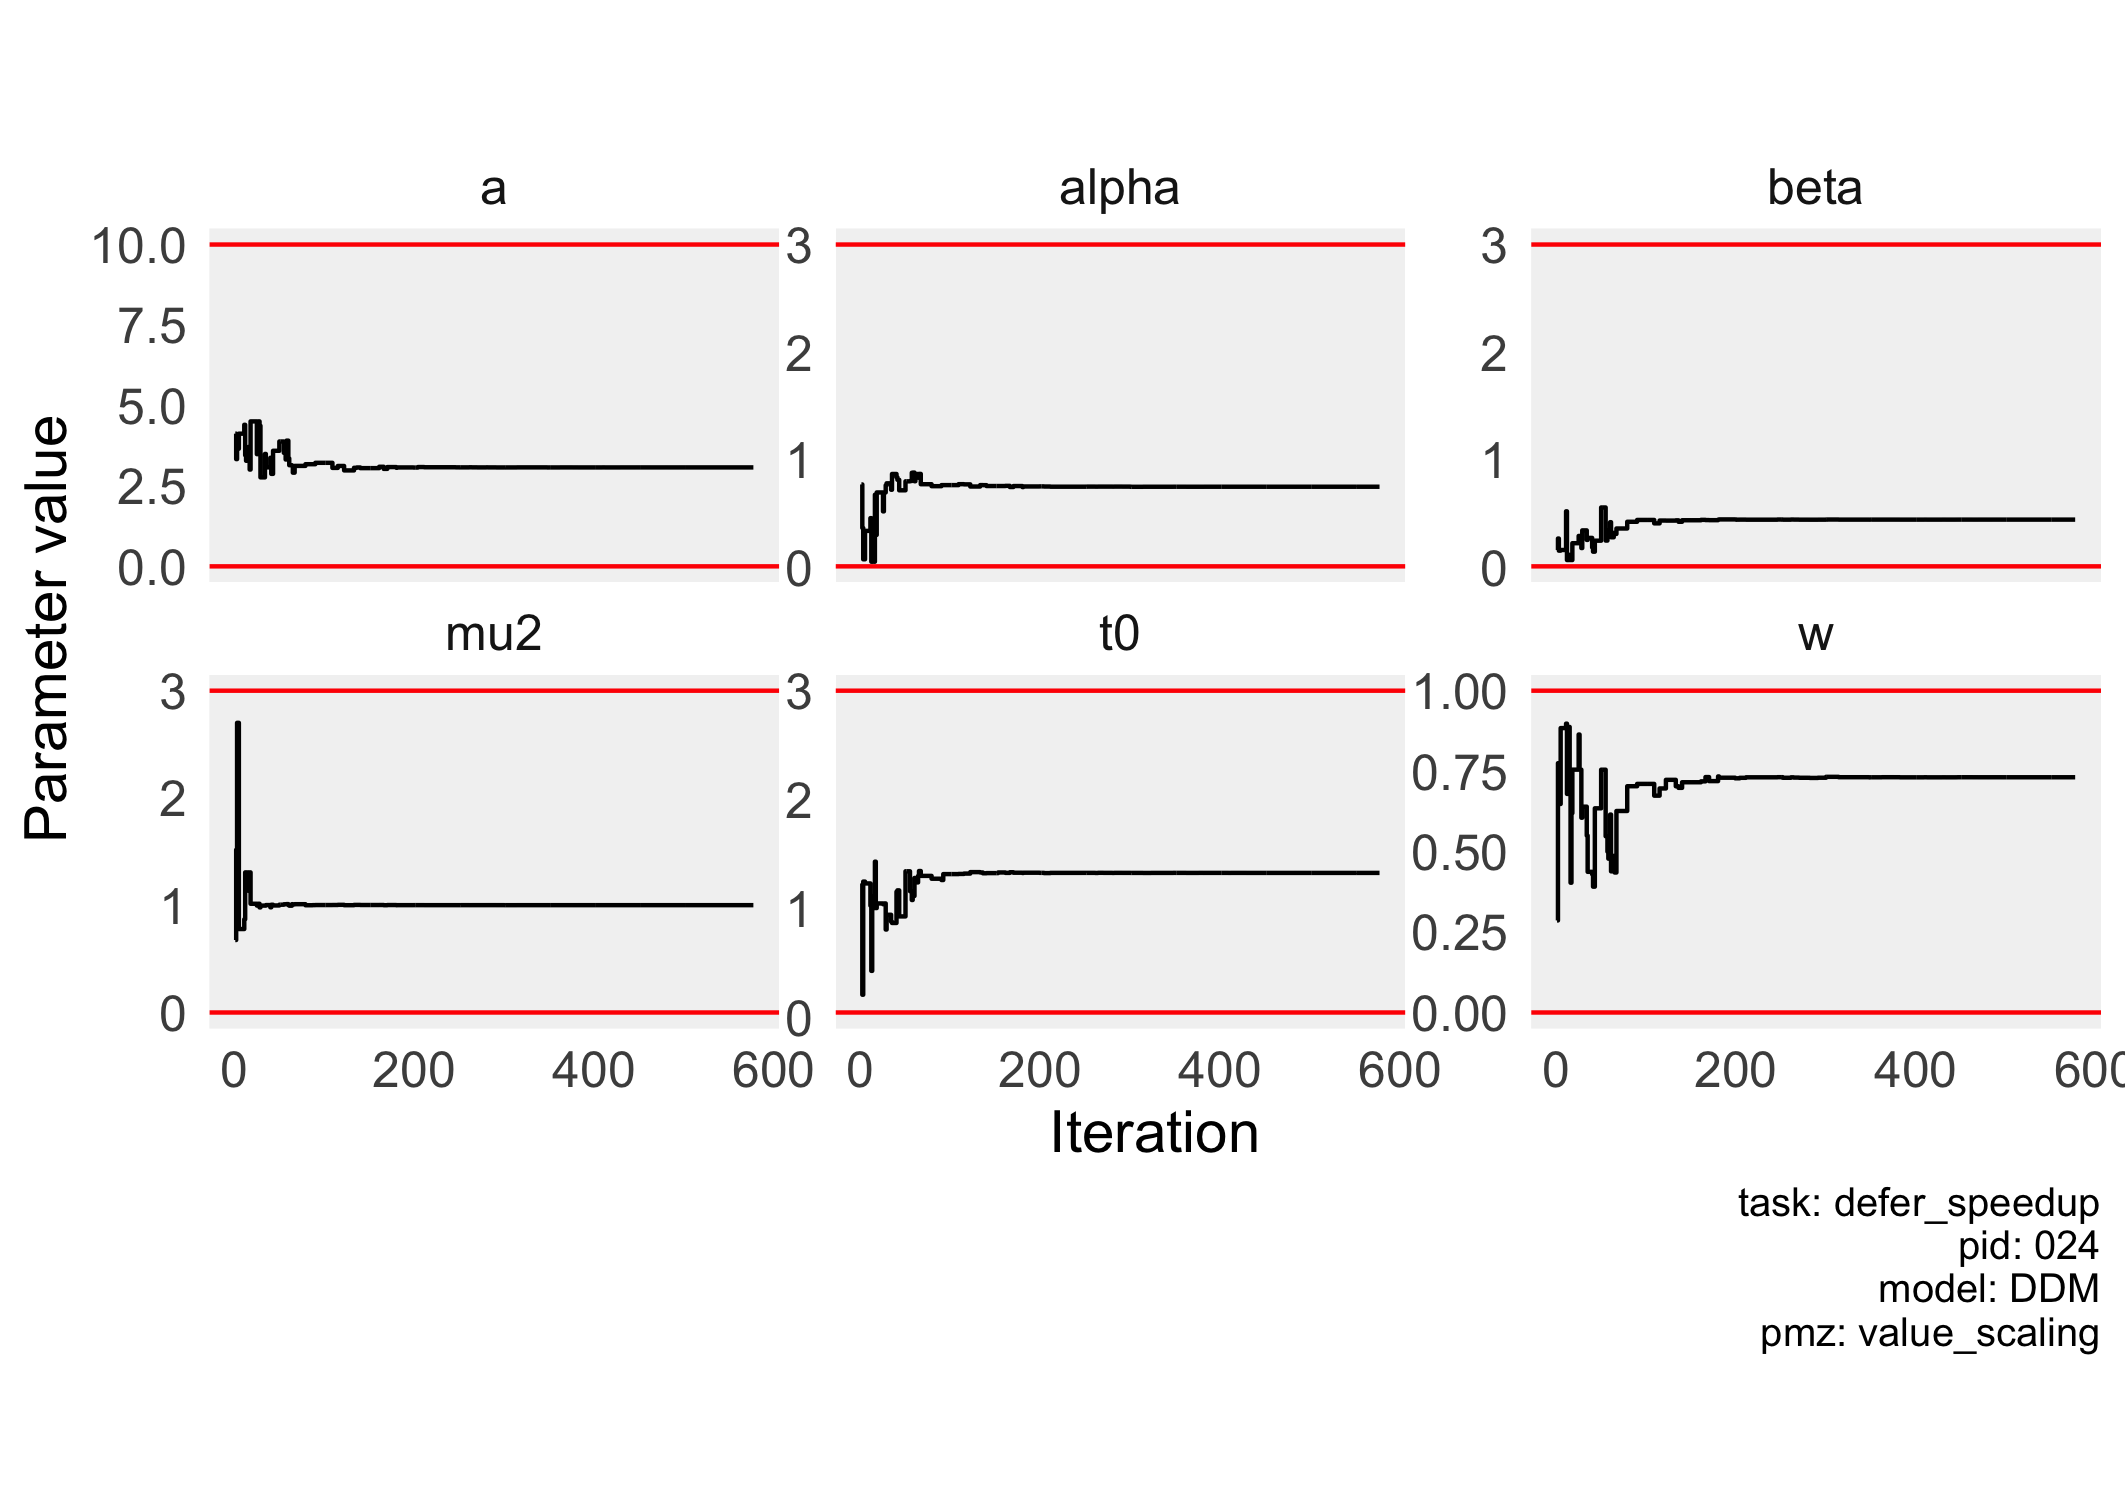 a alpha beta
10.0
7.5
5.0
2.5
0.0
3
2
1
0
3
2
1
0
mu2 t0 w
3
2
1
0
3
2
1
0
1.00
0.75
0.50
0.25
0.00
0 200 400 600
0 200 400 600
0 200 400 600
Parameter value
Iteration
task: defer_speedup
pid: 024
model: DDM
pmz: value_scaling